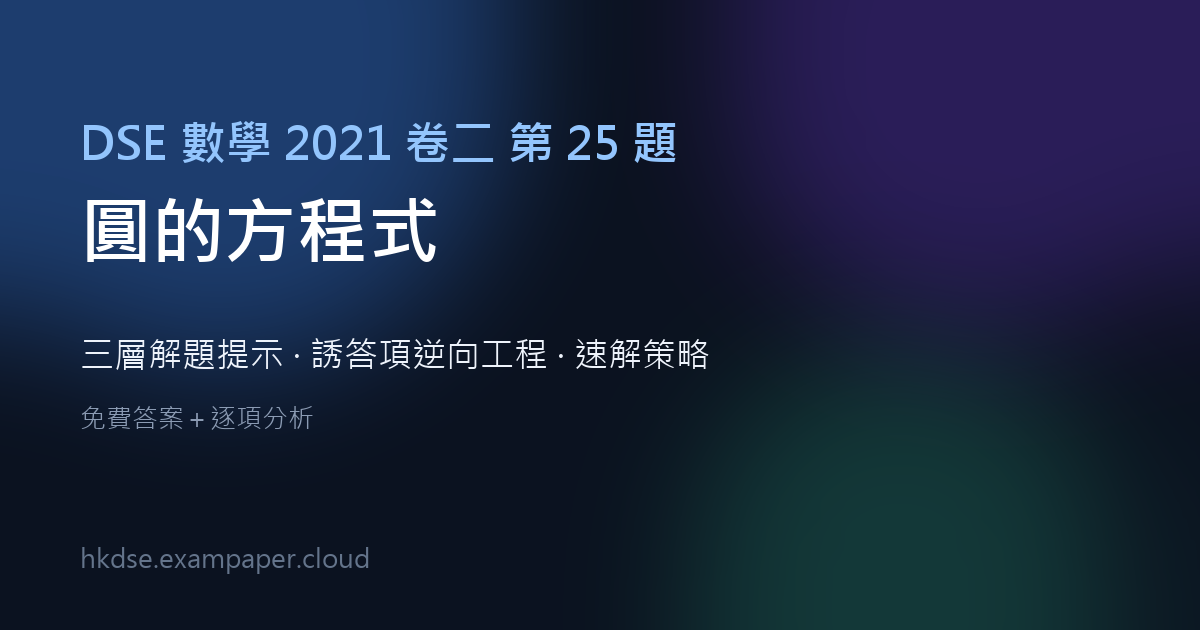 DSE 數學 2021 卷二 第 25 題
圓的方程式
三層解題提示 · 誘答項逆向工程 · 速解策略
免費答案 + 逐項分析
hkdse.exampaper.cloud